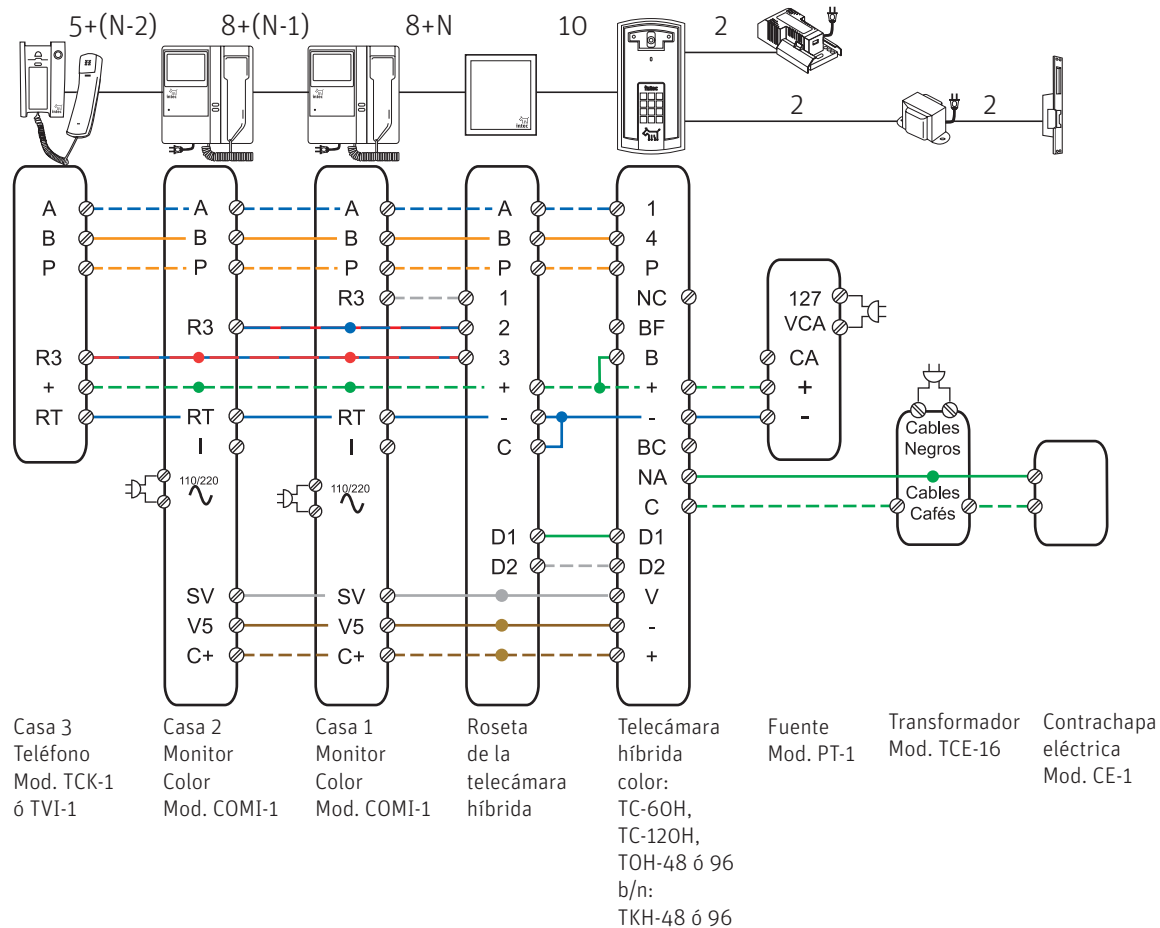 5+(N-2)
8+(N-1)
8+N
10
2
2
2
intec
intec
intec
intec
intec
A
B
P
R3
+
RT
A
B
P
R3
RT
I
110/220
SV
V5
C+
A
B
P
R3
RT
I
110/220
SV
V5
C+
A
B
P
1
2
3
+
-
C
D1
D2
1
4
P
NC
BF
B
+
-
BC
NA
C
D1
D2
V
-
+
127
VCA
CA
+
-
Cables
Negros
Cables
Cafés
Casa 3
Teléfono
Mod. TCK-1
ó TVI-1
Casa 2
Monitor
Color
Mod. COMI-1
Casa 1
Monitor
Color
Mod. COMI-1
Roseta
de la
telecámara
híbrida
Telecámara
híbrida
color:
TC-60H,
TC-120H,
TOH-48 ó 96
b/n:
TKH-48 ó 96
Fuente
Mod. PT-1
Transformador
Mod. TCE-16
Contrachapa
eléctrica
Mod. CE-1